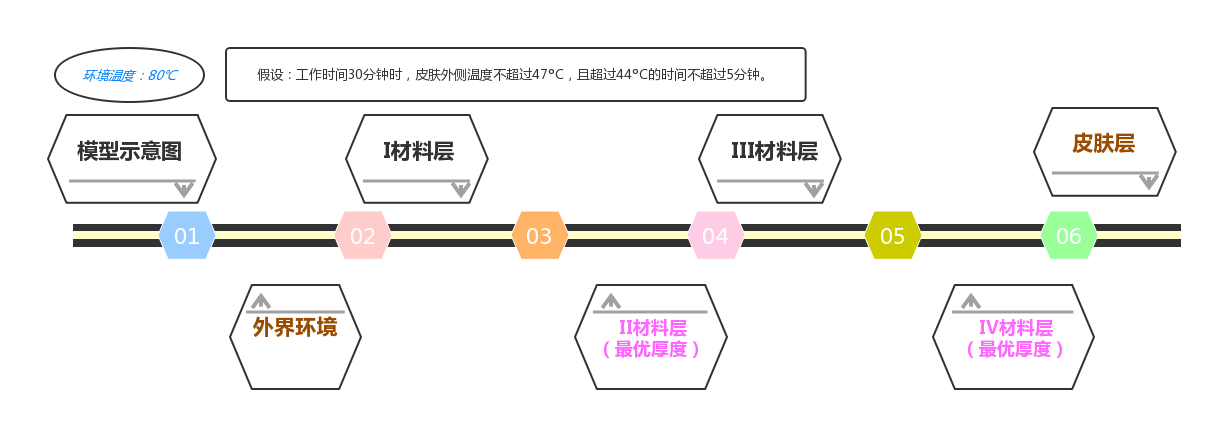 环境温度：80℃
假设：工作时间30分钟时，皮肤外侧温度不超过47°C，且超过44°C的时间不超过5分钟。
模型示意图
I材料层
III材料层
皮肤层
01
02
03
04
05
06
外界环境
II材料层
（最优厚度）
IV材料层
（最优厚度）